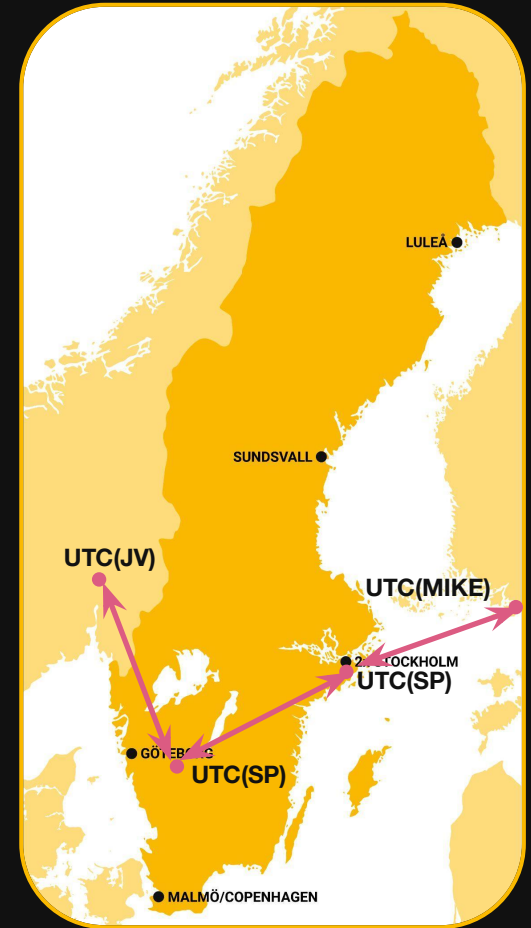 LULEÅ
SUNDSVALL
UTC(JV)
UTC(MIKE)
STOCKHOLM
UTC(SP)
GÖTEBORG
UTC(SP)
MALMÖ/COPENHAGEN